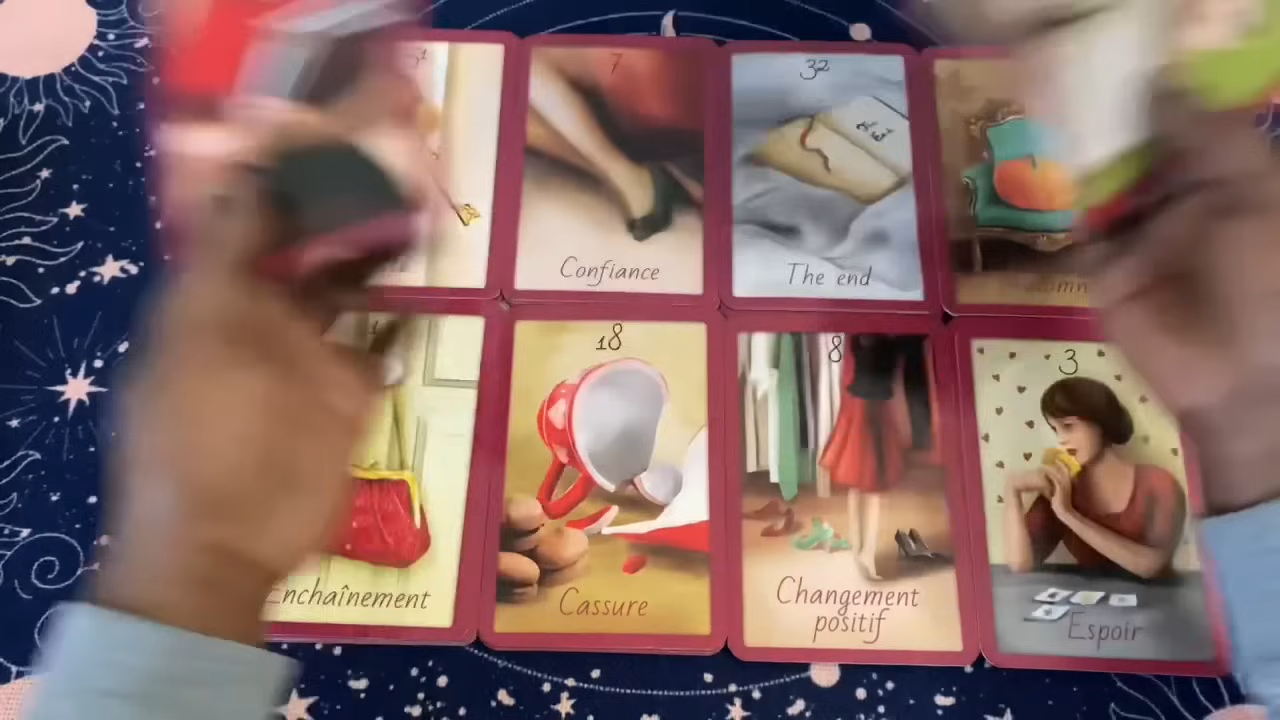 7
32
Confiance
The end
18
8
3
Enchaînement
Cassure
Changement
positif
Espoir